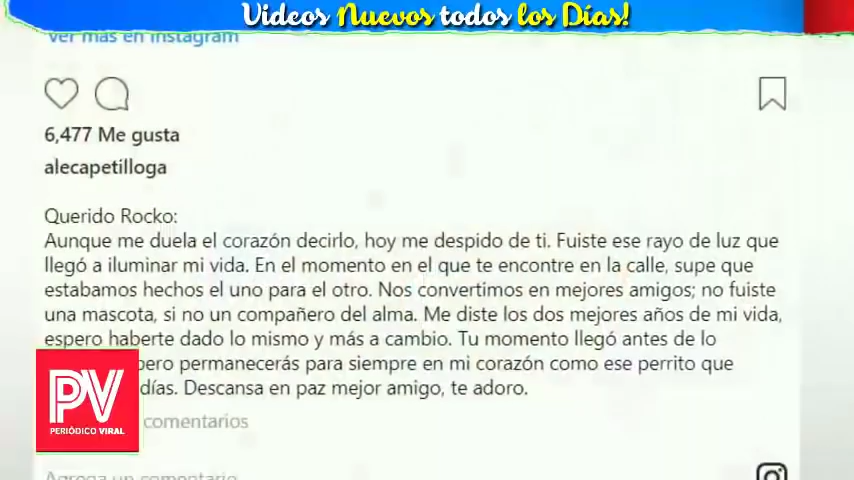 Videos Nuevos todos los Días!
Ver más en Instagram
6,477 Me gusta
alecapetilloga
Querido Rocko:
Aunque me duela el corazón decirlo, hoy me despido de ti. Fuiste ese rayo de luz que
llegó a iluminar mi vida. En el momento en el que te encontre en la calle, supe que
estabamos hechos el uno para el otro. Nos convertimos en mejores amigos; no fuiste
una mascota, si no un compañero del alma. Me diste los dos mejores años de mi vida,
espero haberte dado lo mismo y más a cambio. Tu momento llegó antes de lo
pero permanecerás para siempre en mi corazón como ese perrito que
días. Descansa en paz mejor amigo, te adoro.
comentarios
Agrega un comentario
PV
PERIÓDICO VIRAL